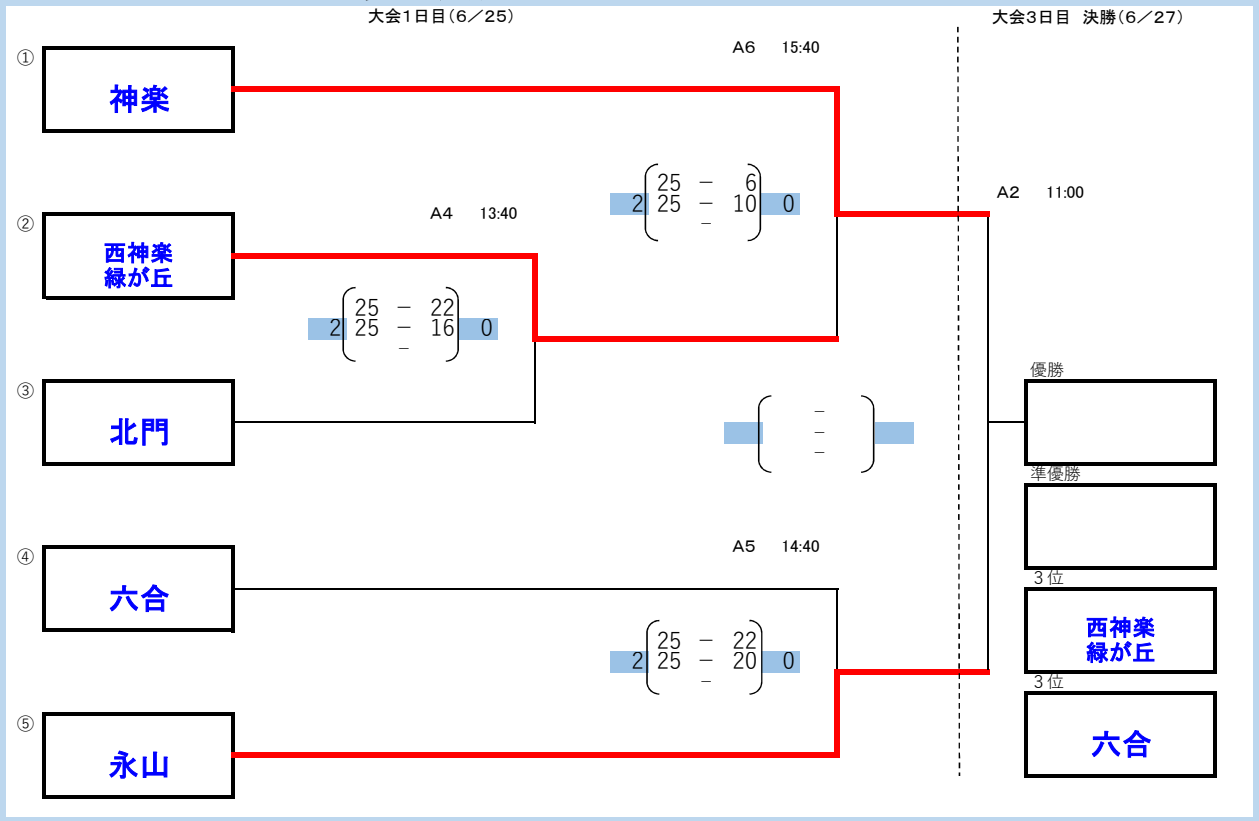 大会1日目(6／25)
大会3日目 決勝(6／27)
A6 15:40
①
神楽
25 － 6
2 25 － 10 0
－
A2 11:00
A4 13:40
②
西神楽
緑が丘
25 － 22
2 25 － 16 0
－
③
北門
優勝
－
－
－
準優勝
A5 14:40
④
六合
3位
西神楽
緑が丘
25 － 22
2 25 － 20 0
－
3位
六合
⑤
永山